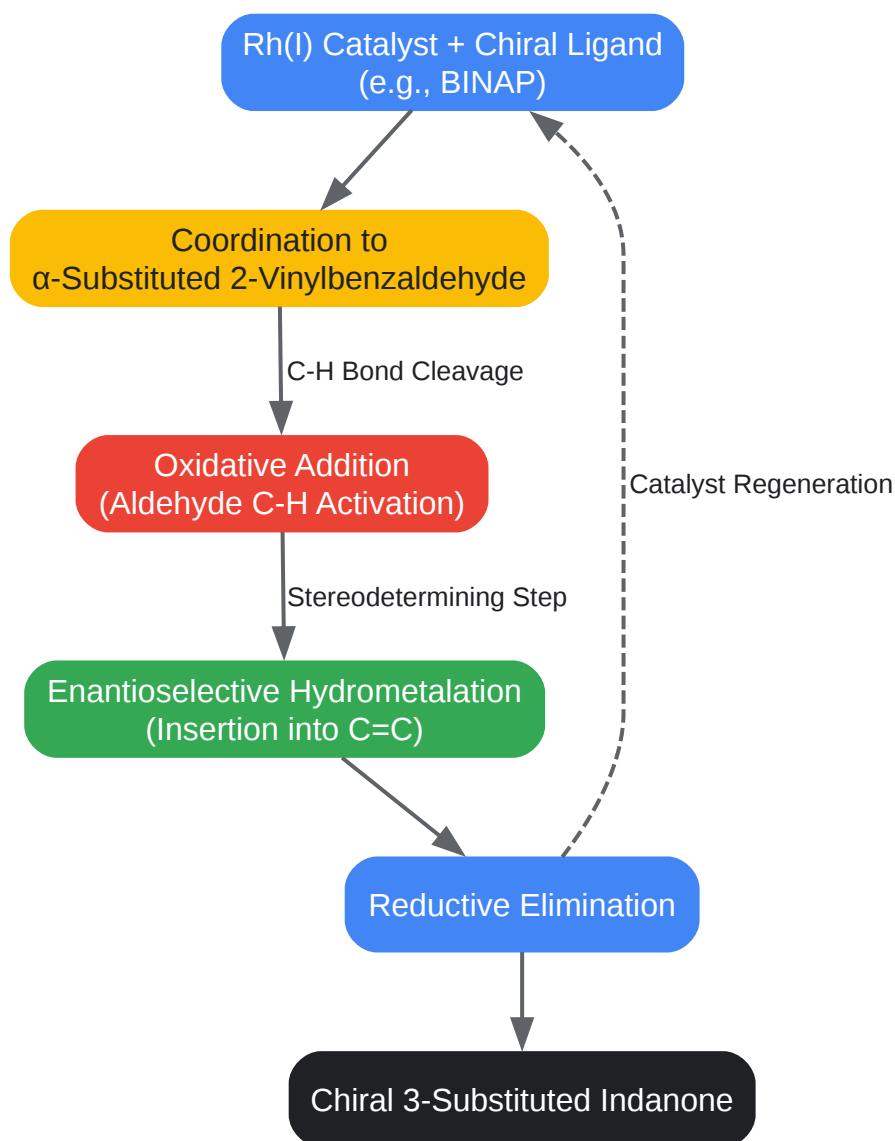 Rh(I) Catalyst + Chiral Ligand
(e.g., BINAP)
Coordination to
α-Substituted 2-Vinylbenzaldehyde
C-H Bond Cleavage
Oxidative Addition
(Aldehyde C-H Activation)
Catalyst Regeneration
Stereodetermining Step
Enantioselective Hydrometalation
(Insertion into C=C)
Reductive Elimination
Chiral 3-Substituted Indanone